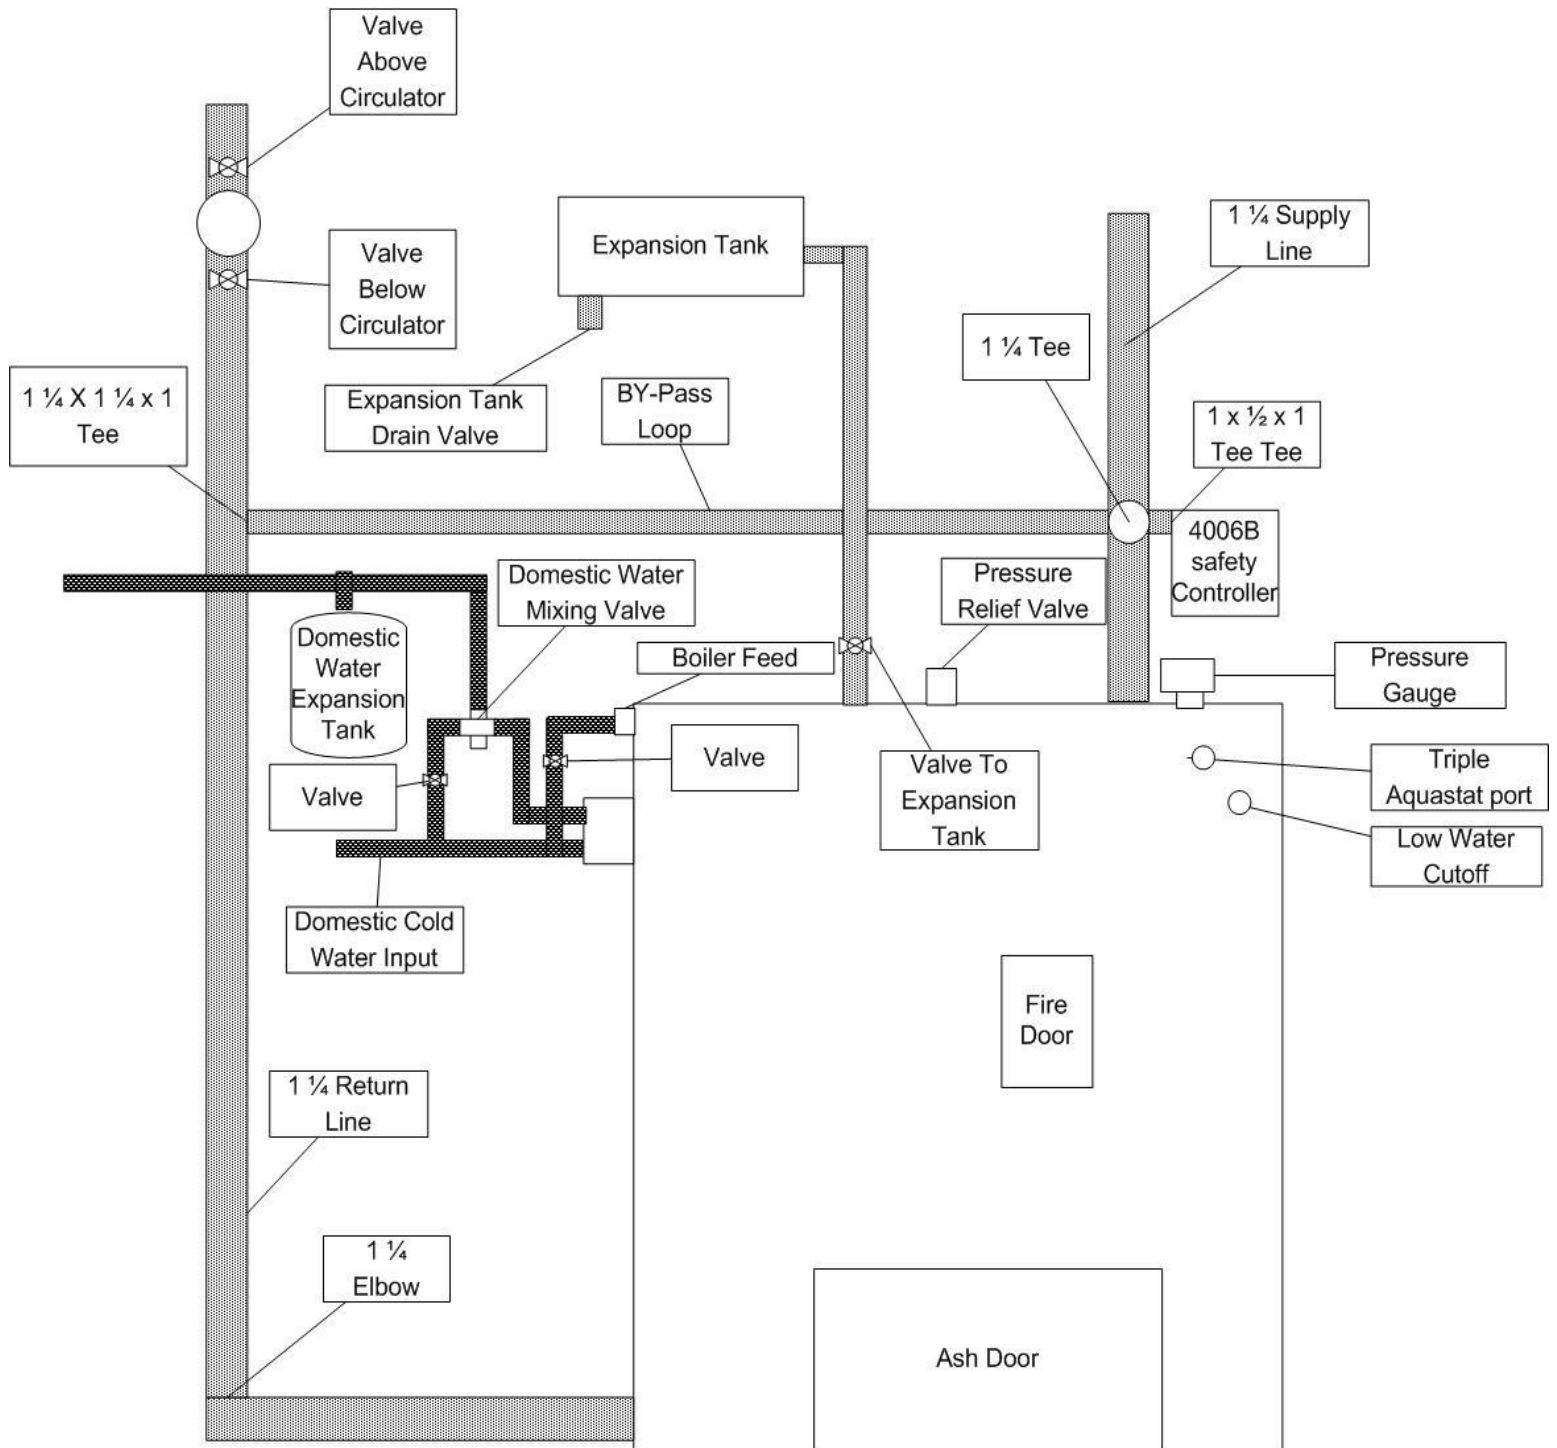 Valve
Above
Circulator
Valve
Below
Circulator
Expansion Tank
1 ¼ Supply
Line
1 ¼ Tee
1 ¼ X 1 ¼ x 1
Tee
Expansion Tank
Drain Valve
BY-Pass
Loop
1 x ½ x 1
Tee Tee
4006B
safety
Controller
Domestic Water
Mixing Valve
Pressure
Relief Valve
Domestic
Water
Expansion
Tank
Boiler Feed
Pressure
Gauge
Valve
Valve
Valve To
Expansion
Tank
Triple
Aquastat port
Low Water
Cutoff
Domestic Cold
Water Input
Fire
Door
1 ¼ Return
Line
1 ¼
Elbow
Ash Door